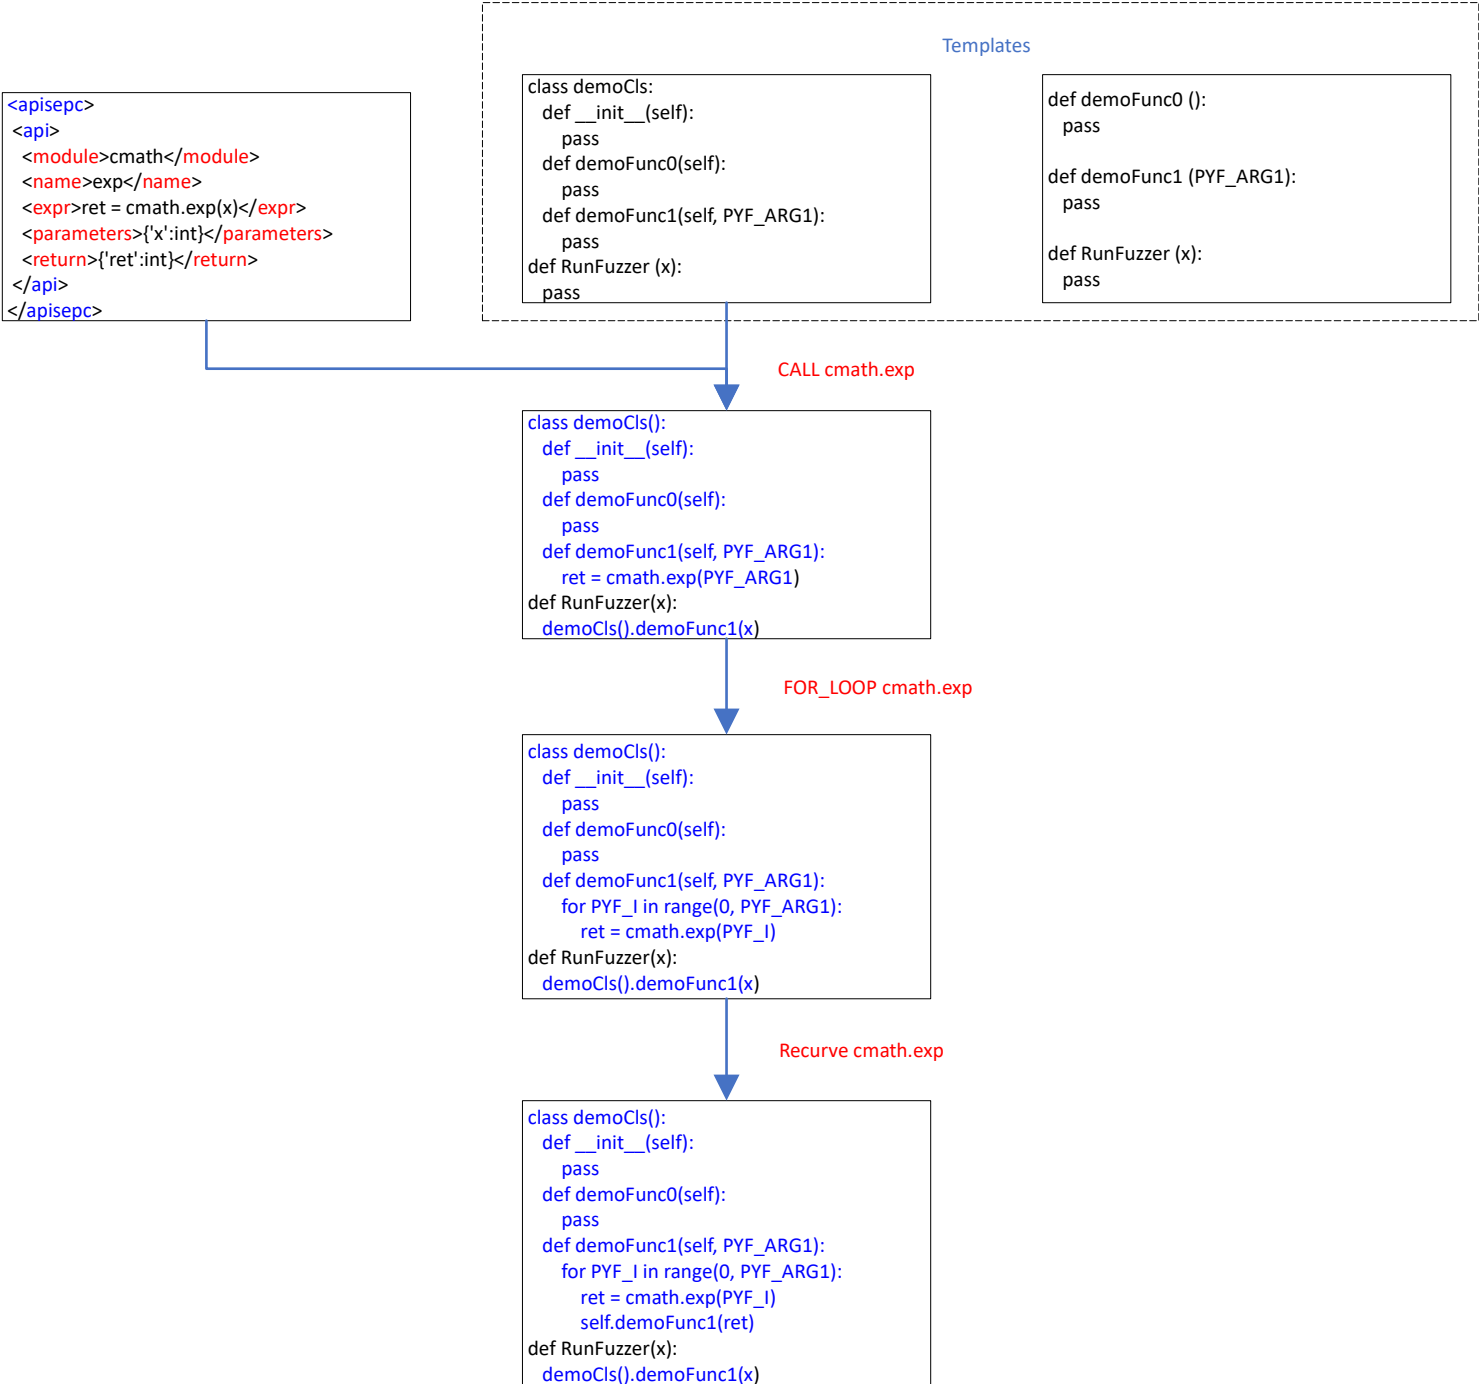 Templates
<apisepc>
<api>
<module>cmath</module>
<name>exp</name>
<expr>ret = cmath.exp(x)</expr>
<parameters>{'x':int}</parameters>
<return>{'ret':int}</return>
</api>
</apisepc>
class demoCls:
def __init__(self):
pass
def demoFunc0(self):
pass
def demoFunc1(self, PYF_ARG1):
pass
def RunFuzzer (x):
pass
def demoFunc0 ():
pass
def demoFunc1 (PYF_ARG1):
pass
def RunFuzzer (x):
pass
CALL cmath.exp
class demoCls():
def __init__(self):
pass
def demoFunc0(self):
pass
def demoFunc1(self, PYF_ARG1):
ret = cmath.exp(PYF_ARG1)
def RunFuzzer(x):
demoCls().demoFunc1(x)
FOR_LOOP cmath.exp
class demoCls():
def __init__(self):
pass
def demoFunc0(self):
pass
def demoFunc1(self, PYF_ARG1):
for PYF_I in range(0, PYF_ARG1):
ret = cmath.exp(PYF_I)
def RunFuzzer(x):
demoCls().demoFunc1(x)
Recurve cmath.exp
class demoCls():
def __init__(self):
pass
def demoFunc0(self):
pass
def demoFunc1(self, PYF_ARG1):
for PYF_I in range(0, PYF_ARG1):
ret = cmath.exp(PYF_I)
self.demoFunc1(ret)
def RunFuzzer(x):
demoCls().demoFunc1(x)